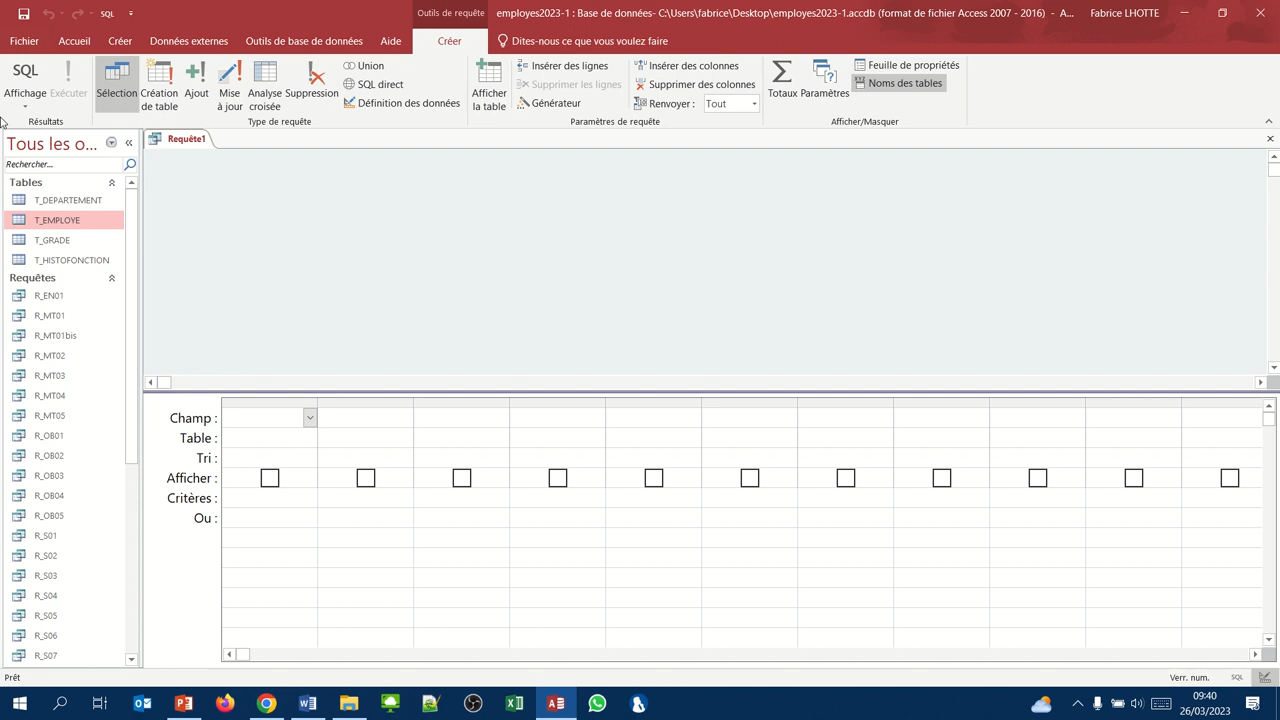 SQL
Outils de requête
employes2023-1 : Base de données- C:\Users\fabrice\Desktop\employes2023-1.accdb (format de fichier Access 2007 - 2016) - A...
Fabrice LHOTTE
Fichier Accueil Créer Données externes Outils de base de données Aide Créer Dites-nous ce que vous voulez faire
SQL
Affichage
Exécuter
Résultats
Sélection
Création de table
Ajout
Mise à jour
Analyse croisée
Suppression
Union
SQL direct
Définition des données
Type de requête
Afficher la table
Insérer des lignes
Supprimer les lignes
Générateur
Insérer des colonnes
Supprimer des colonnes
Renvoyer : Tout
Paramètres de requête
Totaux
Paramètres
Feuille de propriétés
Noms des tables
Afficher/Masquer
Tous les o...
Rechercher...
Tables
T_DEPARTEMENT
T_EMPLOYE
T_GRADE
T_HISTOFONCTION
Requêtes
R_EN01
R_MT01
R_MT01bis
R_MT02
R_MT03
R_MT04
R_MT05
R_OB01
R_OB02
R_OB03
R_OB04
R_OB05
R_S01
R_S02
R_S03
R_S04
R_S05
R_S06
R_S07
Requête1
Champ :
Table :
Tri :
Afficher :
Critères :
Ou :
Prêt
Verr. num.
SQL
09:40
26/03/2023